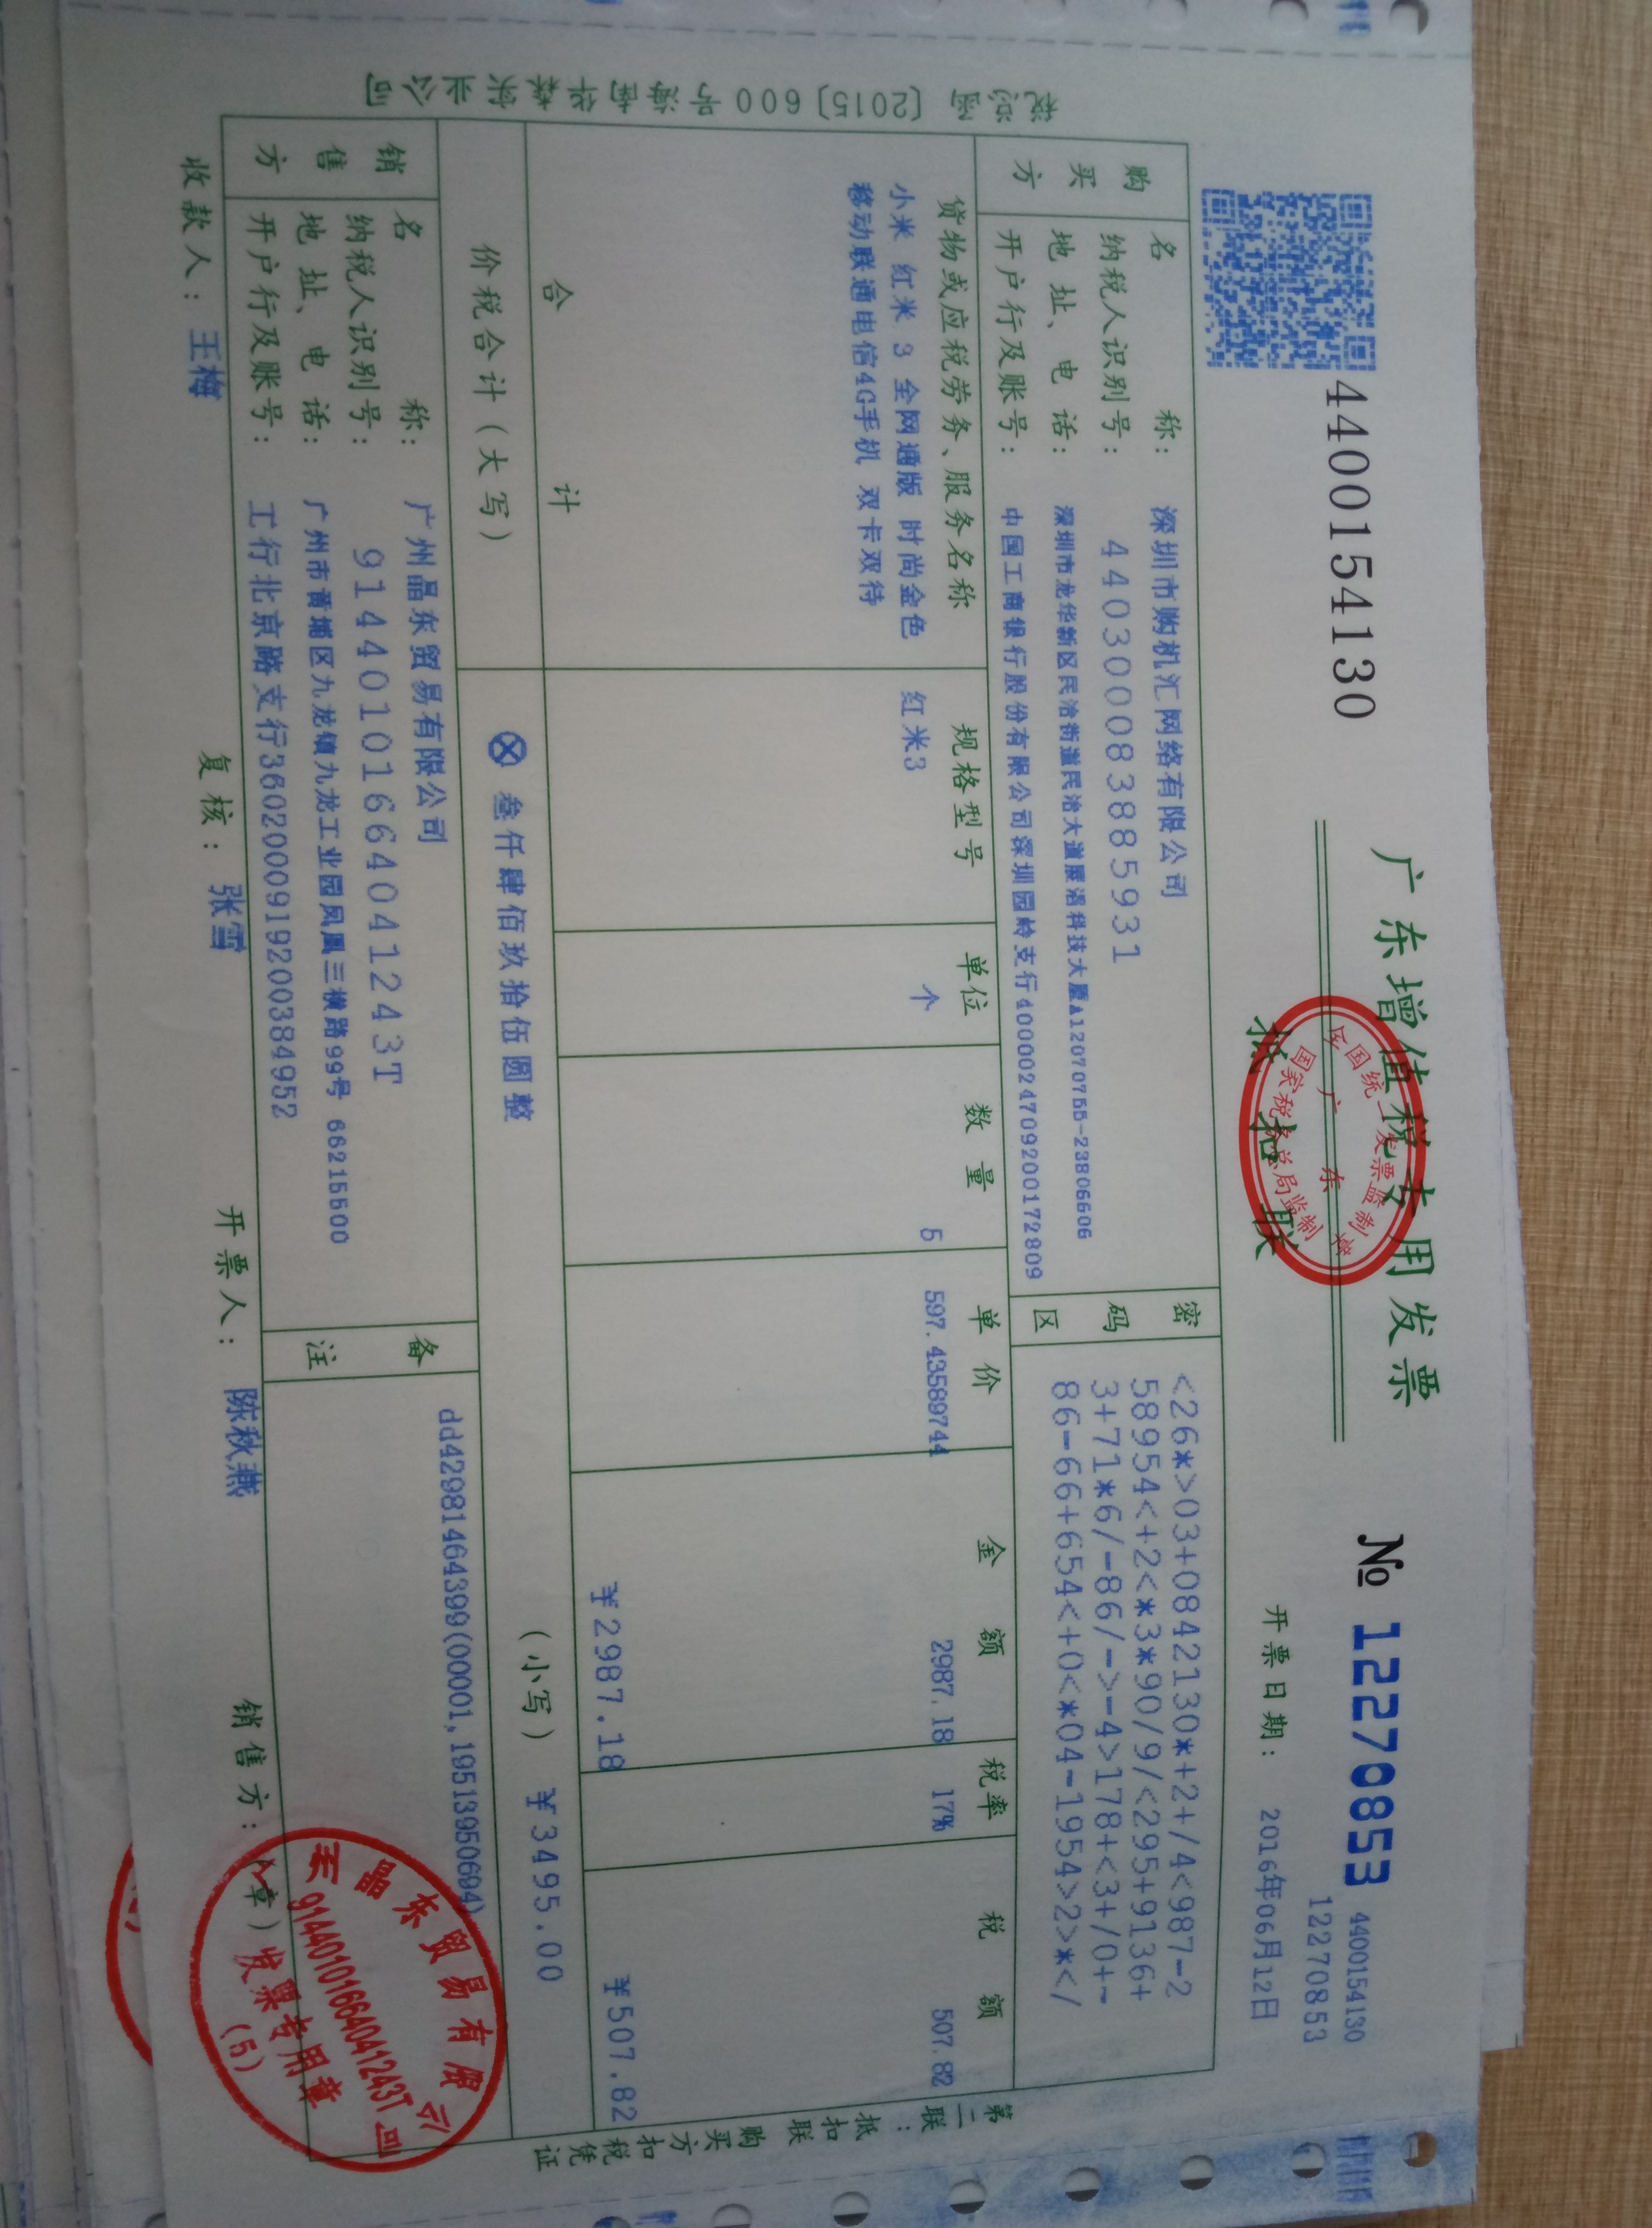 4400154130
广东增值税专用发票
抵扣联
№ 12270853
4400154130
12270853
开票日期： 2016年06月12日
购买方
名称： 深圳市购机汇网络有限公司
纳税人识别号： 440300083885931
地址、电话： 深圳市龙华新区民治街道民治大道展滔科技大厦A12070755-23806606
开户行及账号： 中国工商银行股份有限公司深圳园岭支行4000024709200172809
密码区
<26*>03+0842130*+2+/4<987-2
58954<+2<*3*90/9/<295+9136+
3+71*6/-86/->-4>178+<3+/0+-
86-66+654<+0<*04-1954>2>*</
货物或应税劳务、服务名称 规格型号 单位 数量 单价 金额 税率 税额
小米 红米 3 全网通版 时尚金色 红米3 个 5 597.43589744 2987.18 17% 507.82
移动联通电信4G手机 双卡双待
合计 ￥2987.18 ￥507.82
价税合计（大写） ⊗ 叁仟肆佰玖拾伍圆整 （小写） ￥3495.00
销售方
名称： 广州晶东贸易有限公司
纳税人识别号： 91440101664041243T
地址、电话： 广州市黄埔区九龙镇九龙工业园凤凰三横路99号 66215500
开户行及账号： 工行北京路支行3602000919200384952
备注
dd42981464399(00001,19513950604)
收款人： 王梅 复核： 张雪 开票人： 陈秋燕 销售方：（章）
第二联：抵扣联 购买方扣税凭证
税总函〔2015〕600号海南华森实业公司
全国统一发票监制章
广东
国家税务总局监制
晶东贸易有限公司
91440101664041243T
发票专用章
(5)